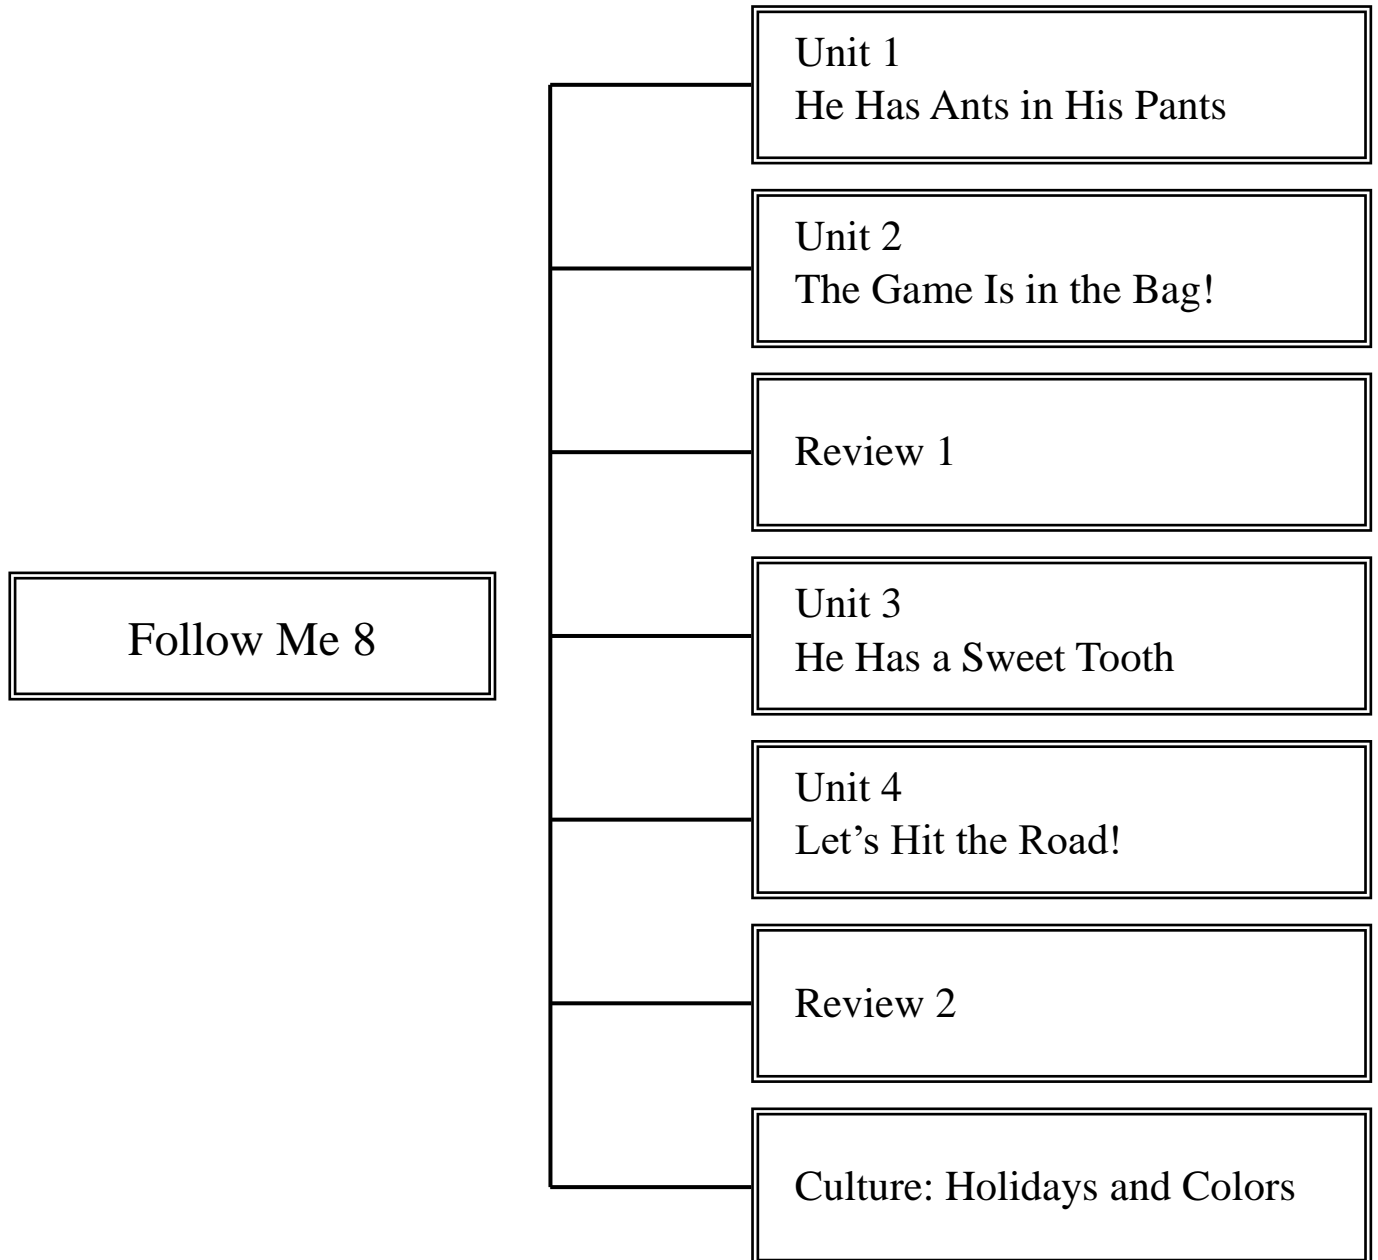 Follow Me 8
Unit 1
He Has Ants in His Pants
Unit 2
The Game Is in the Bag!
Review 1
Unit 3
He Has a Sweet Tooth
Unit 4
Let’s Hit the Road!
Review 2
Culture: Holidays and Colors